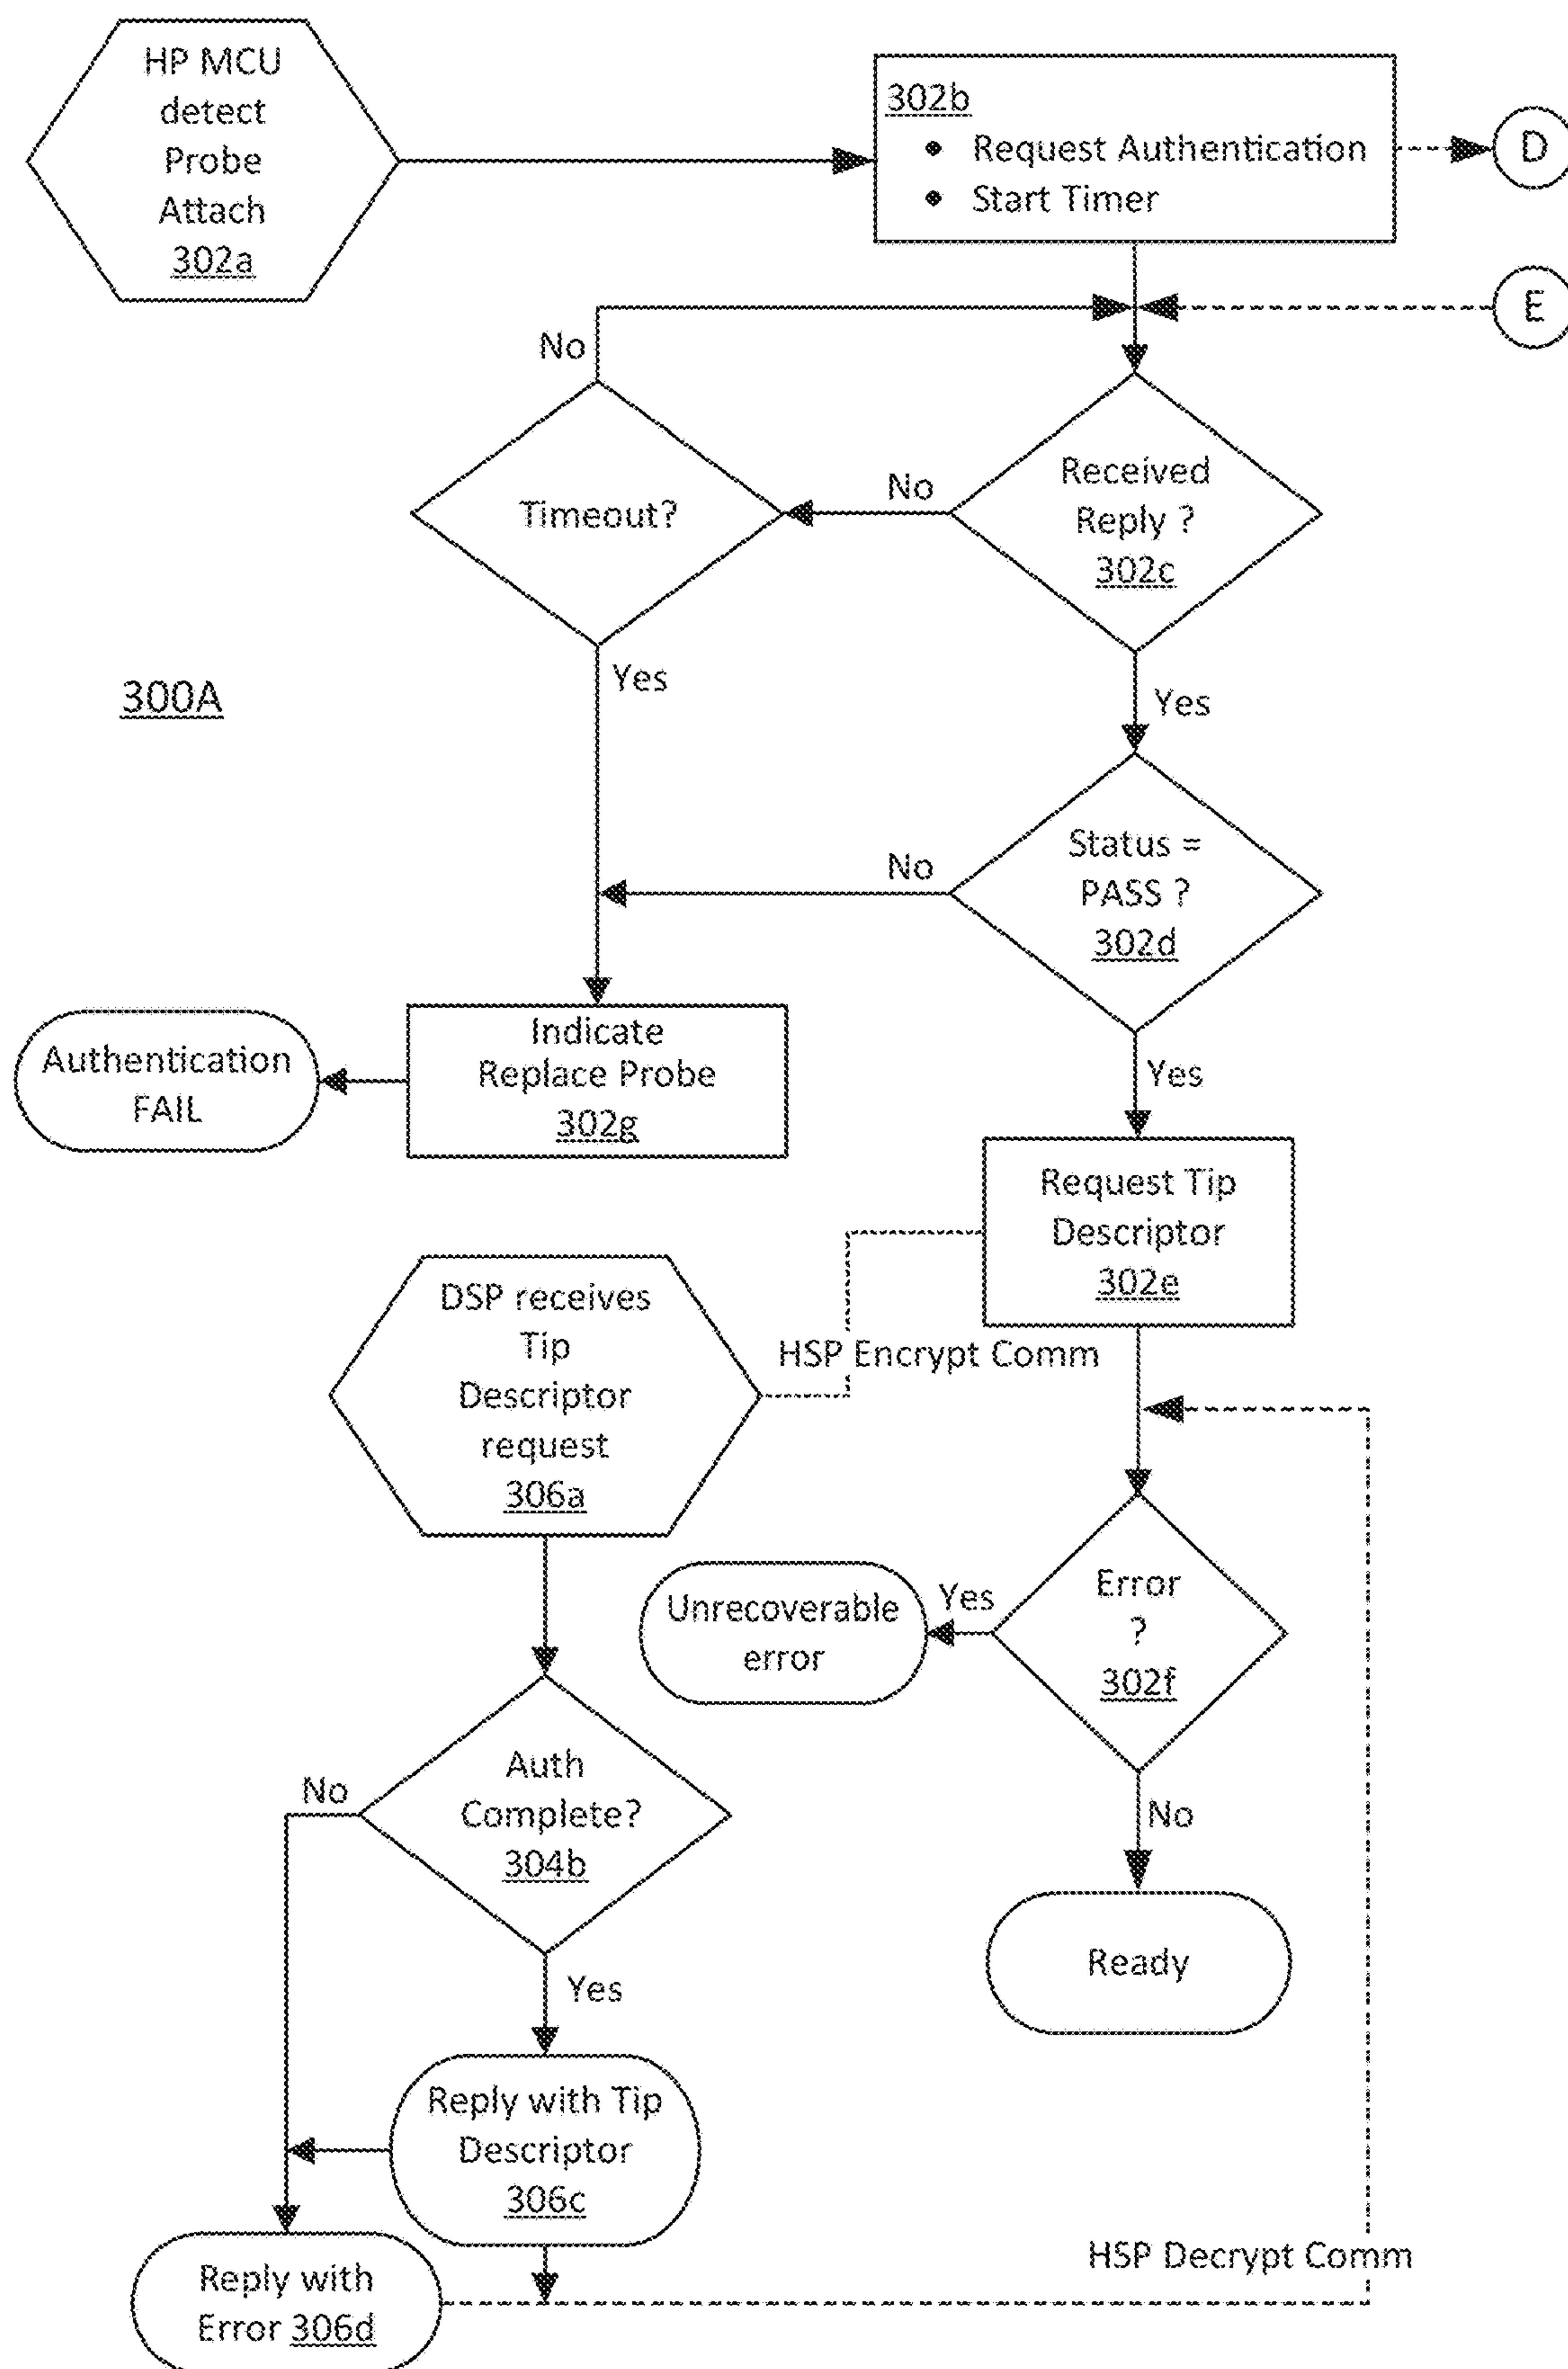 HP MCU
detect
Probe
Attach
302a
302b
• Request Authentication
• Start Timer
D
E
No
Timeout?
No
Received
Reply ?
302c
Yes
Yes
300A
Status =
PASS ?
302d
No
Yes
Indicate
Replace Probe
302g
Authentication
FAIL
Request Tip
Descriptor
302e
HSP Encrypt Comm
DSP receives
Tip
Descriptor
request
306a
Error
?
302f
Yes
Unrecoverable
error
No
Ready
Auth
Complete?
304b
No
Yes
Reply with Tip
Descriptor
306c
Reply with
Error 306d
HSP Decrypt Comm